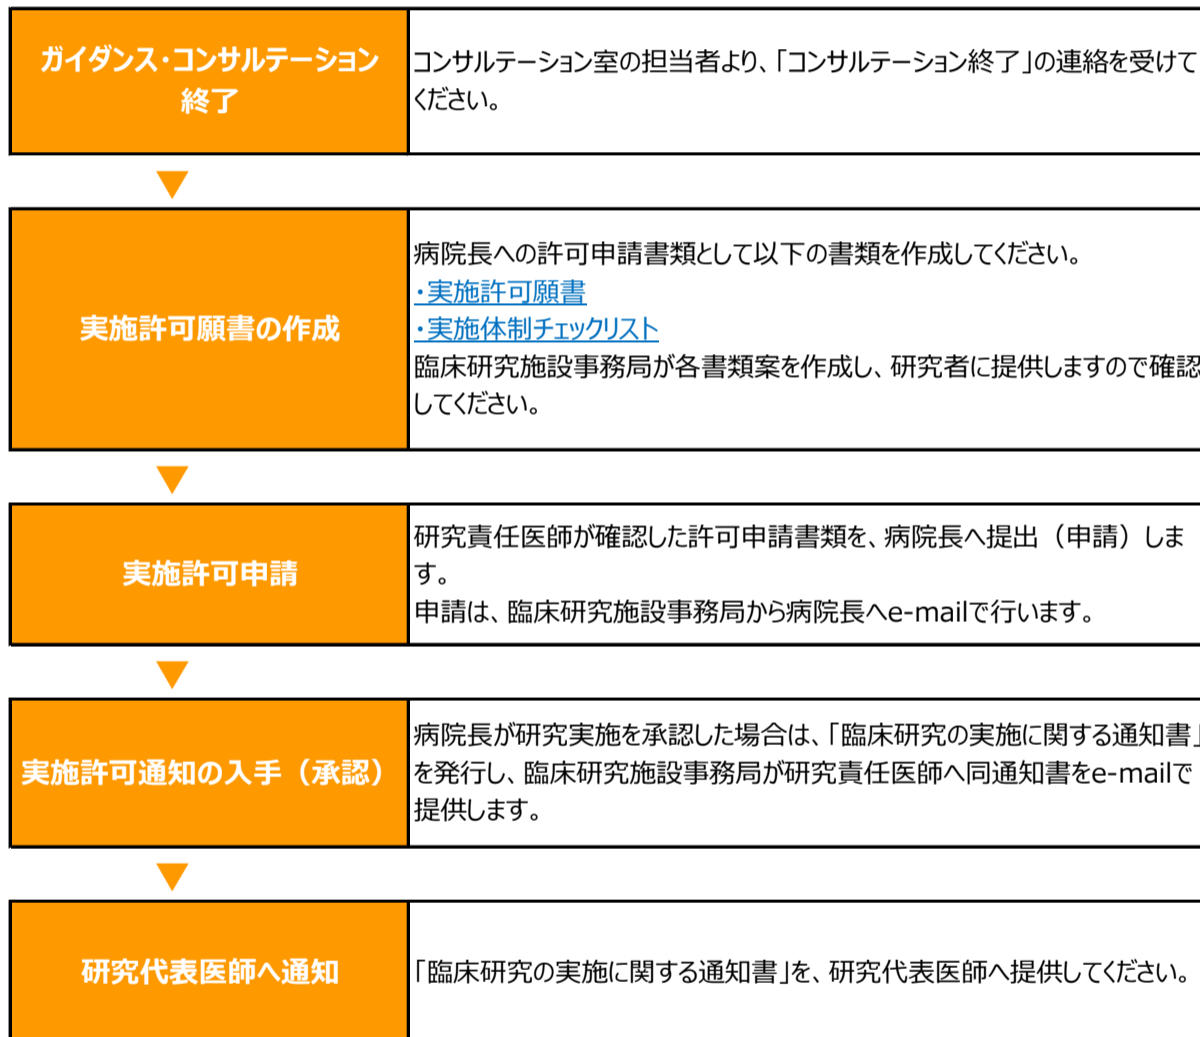 ガイダンス・コンサルテーション
終了
コンサルテーション室の担当者より、「コンサルテーション終了」の連絡を受けて
ください。
実施許可願書の作成
病院長への許可申請書類として以下の書類を作成してください。
・実施許可願書
・実施体制チェックリスト
臨床研究施設事務局が各書類案を作成し、研究者に提供しますので確認
してください。
実施許可申請
研究責任医師が確認した許可申請書類を、病院長へ提出（申請）しま
す。
申請は、臨床研究施設事務局から病院長へe-mailで行います。
実施許可通知の入手（承認）
病院長が研究実施を承認した場合は、「臨床研究の実施に関する通知書」
を発行し、臨床研究施設事務局が研究責任医師へ同通知書をe-mailで
提供します。
研究代表医師へ通知
「臨床研究の実施に関する通知書」を、研究代表医師へ提供してください。